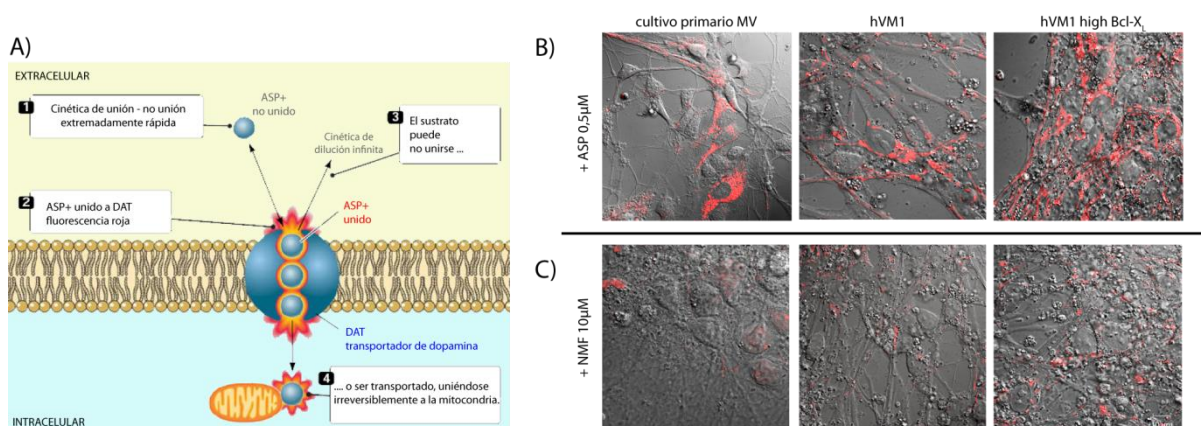 A)
EXTRACELULAR
1
Cinética de unión - no unión
extremadamente rápida
ASP+
no unido
Cinética de
dilución infinita
3
El sustrato
puede
no unirse ...
2
ASP+ unido a DAT
fluorescencia roja
ASP+
unido
DAT
transportador de dopamina
4
.... o ser transportado, uniéndose
irreversiblemente a la mitocondria.
INTRACELULAR
B)
cultivo primario MV
hVM1
hVM1 high Bcl-XL
+ ASP 0,5µM
C)
+ NMF 10µM